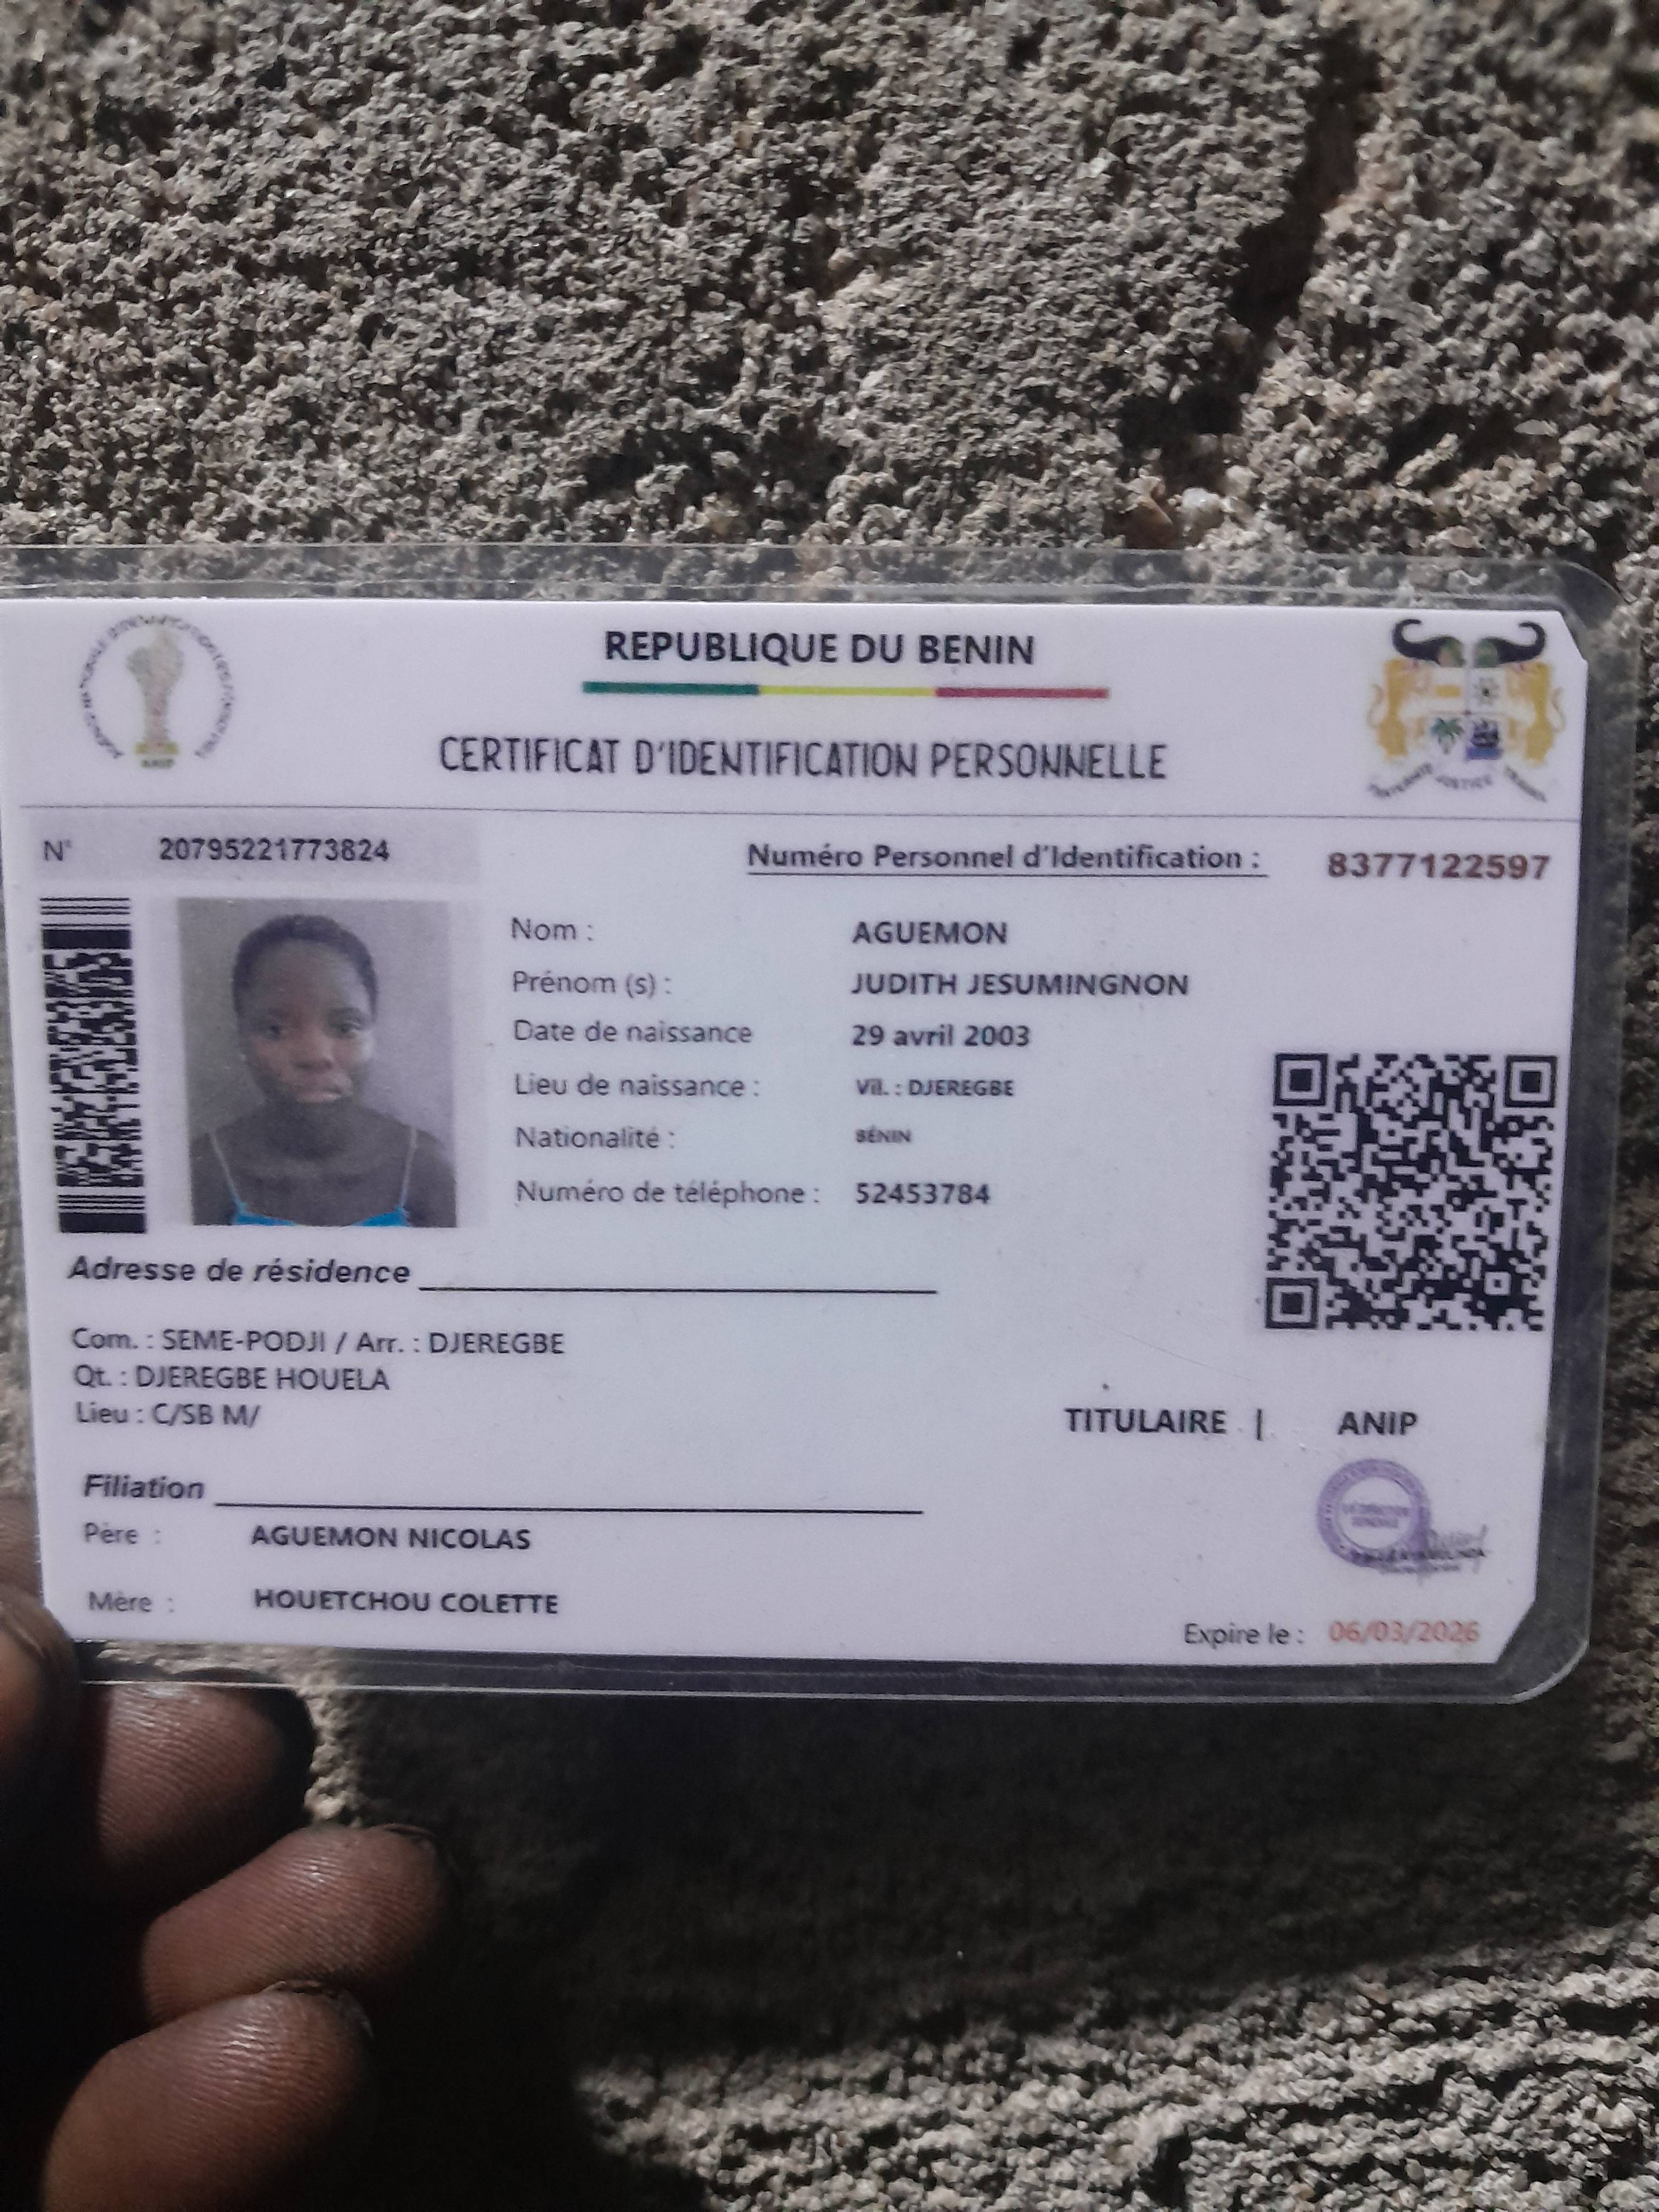 REPUBLIQUE DU BENIN
CERTIFICAT D'IDENTIFICATION PERSONNELLE
ANIP
FRATERNITE JUSTICE TRAVAIL
N° 20795221773824
Numéro Personnel d'Identification : 8377122597
Nom : AGUEMON
Prénom (s) : JUDITH JESUMINGNON
Date de naissance 29 avril 2003
Lieu de naissance : Vil. : DJEREGBE
Nationalité : BÉNIN
Numéro de téléphone : 52453784
Adresse de résidence
Com. : SEME-PODJI / Arr. : DJEREGBE
Qt. : DJEREGBE HOUELA
Lieu : C/SB M/
TITULAIRE | ANIP
Filiation
Père : AGUEMON NICOLAS
Mère : HOUETCHOU COLETTE
Expire le : 06/03/2026